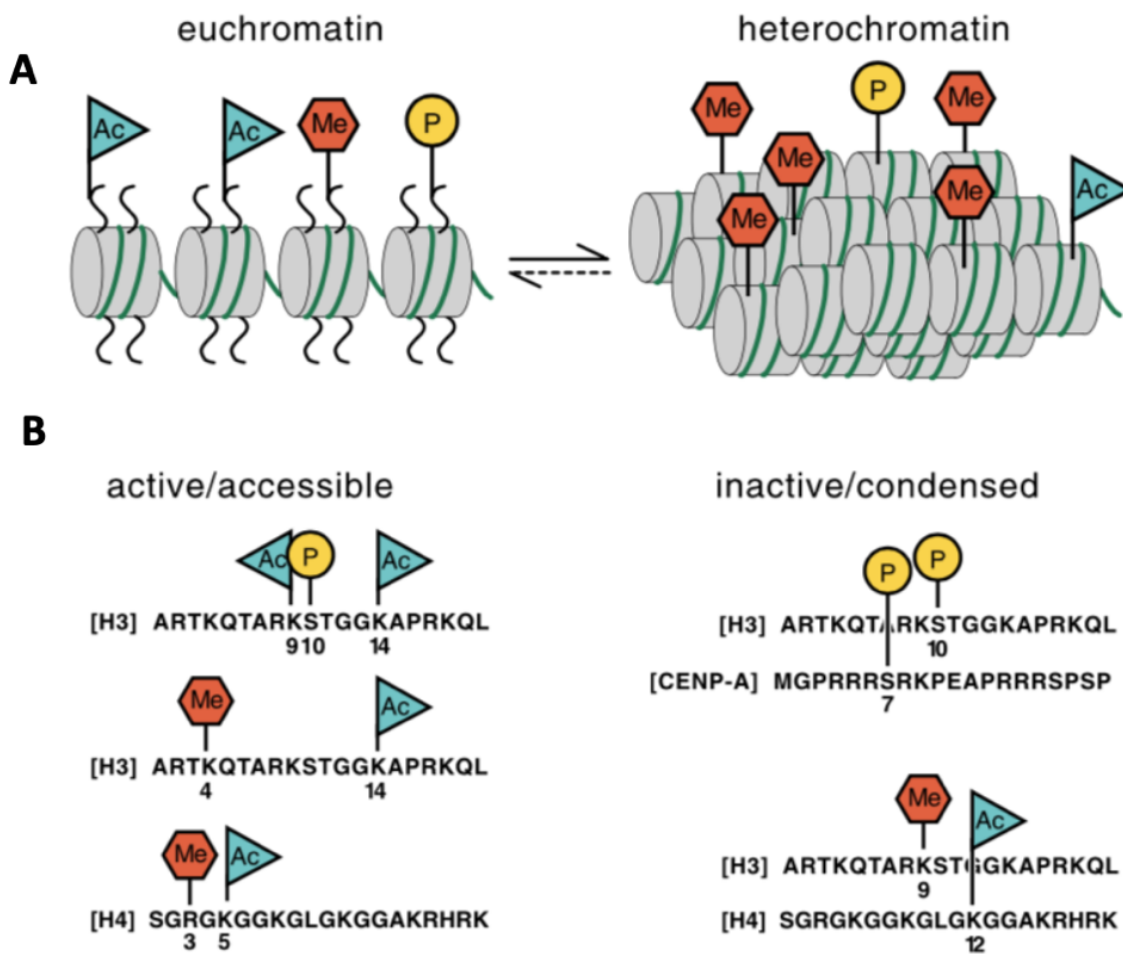 euchromatin
heterochromatin
A
Ac
Ac
Me
P
Me
Me
Me
P
Me
Me
Ac
B
active/accessible
inactive/condensed
Ac P Ac
[H3] ARTKQTARKSTGGKAPRKQL
9 10 14
Me Ac
[H3] ARTKQTARKSTGGKAPRKQL
4 14
Me Ac
[H4] SGRGKGGKGLGKGGAKRHRK
3 5
P P
[H3] ARTKQTARKSTGGKAPRKQL
10
[CENP-A] MGPRRRSRKPEAPRRRSPSP
7
Me Ac
[H3] ARTKQTARKSTGGKAPRKQL
9
[H4] SGRGKGGKGLGKGGAKRHRK
12